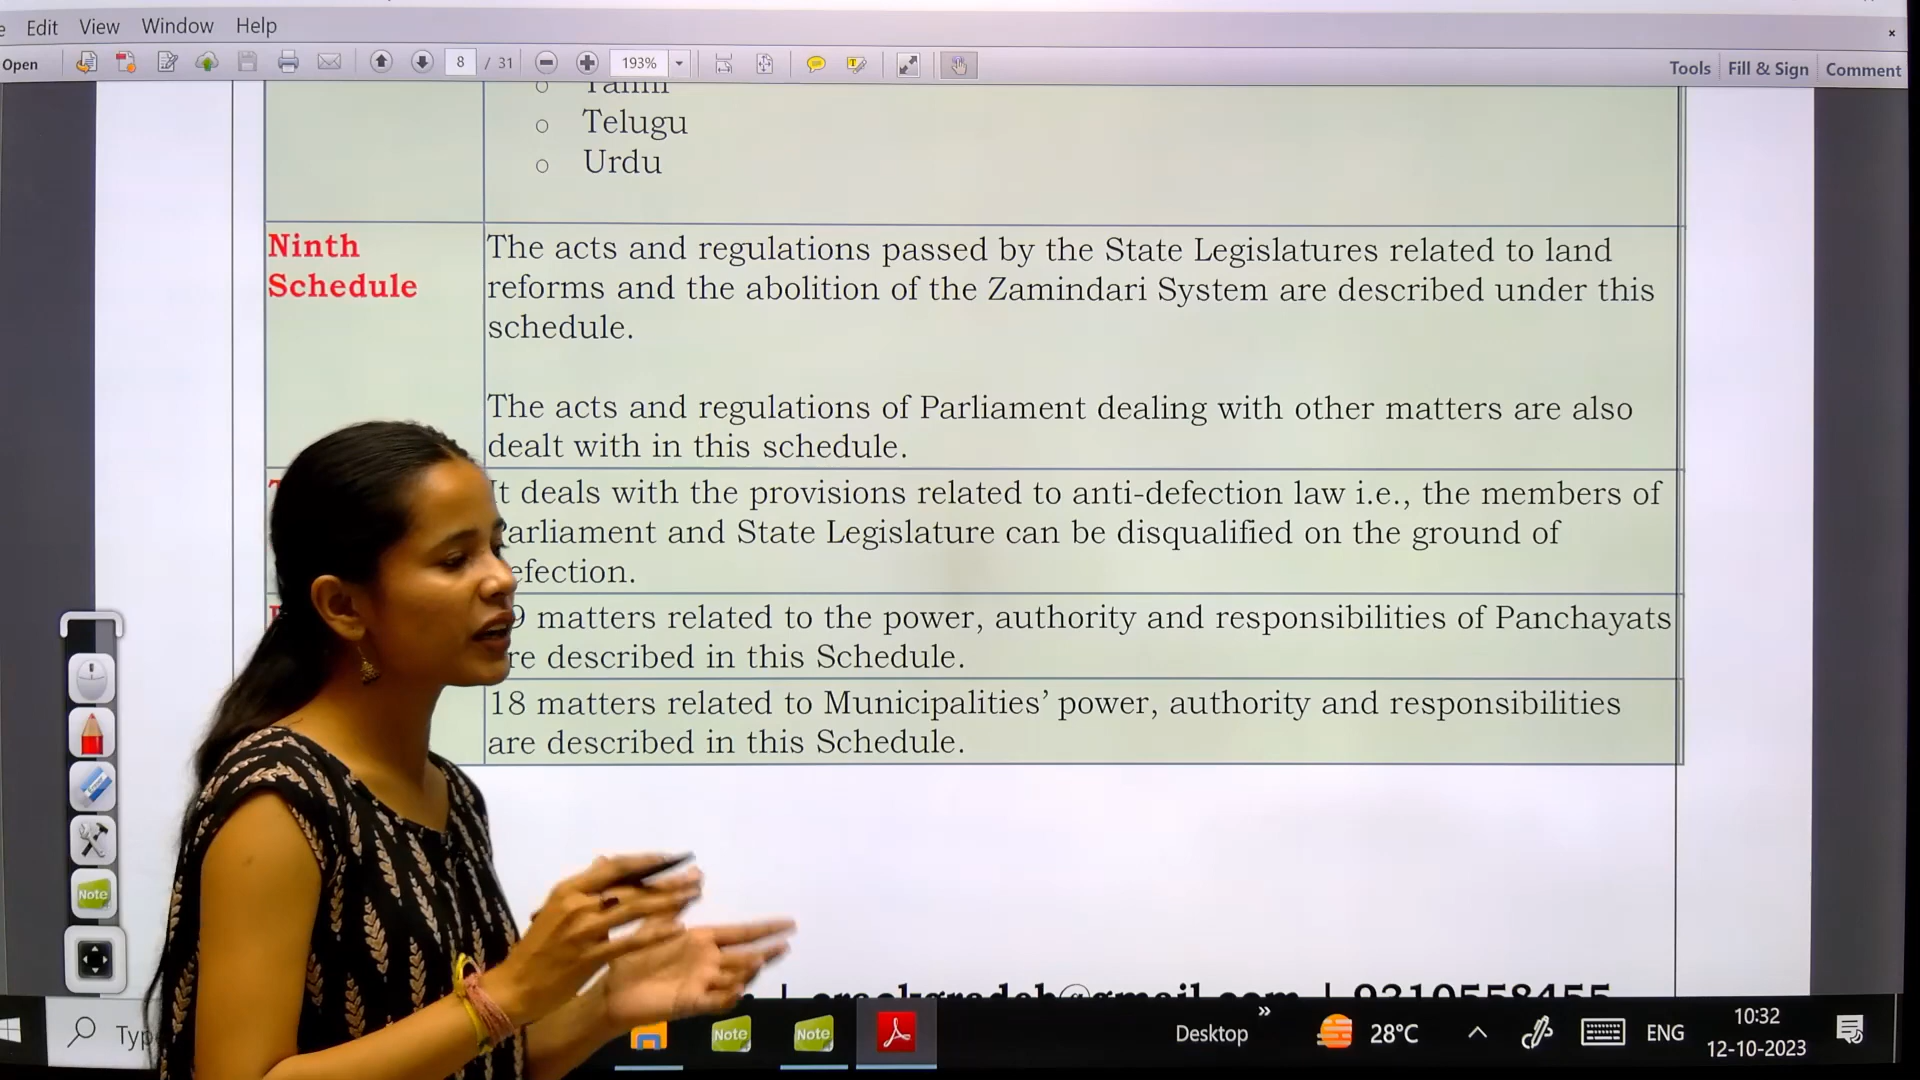 Edit View Window Help
Open 8 / 31 193% Tools Fill & Sign Comment
Telugu
Urdu
Ninth
Schedule
The acts and regulations passed by the State Legislatures related to land
reforms and the abolition of the Zamindari System are described under this
schedule.
The acts and regulations of Parliament dealing with other matters are also
dealt with in this schedule.
It deals with the provisions related to anti-defection law i.e., the members of
Parliament and State Legislature can be disqualified on the ground of
efection.
9 matters related to the power, authority and responsibilities of Panchayats
re described in this Schedule.
18 matters related to Municipalities’ power, authority and responsibilities
are described in this Schedule.
Note
Typ
Note
Note
Desktop
28°C
ENG
10:32
12-10-2023